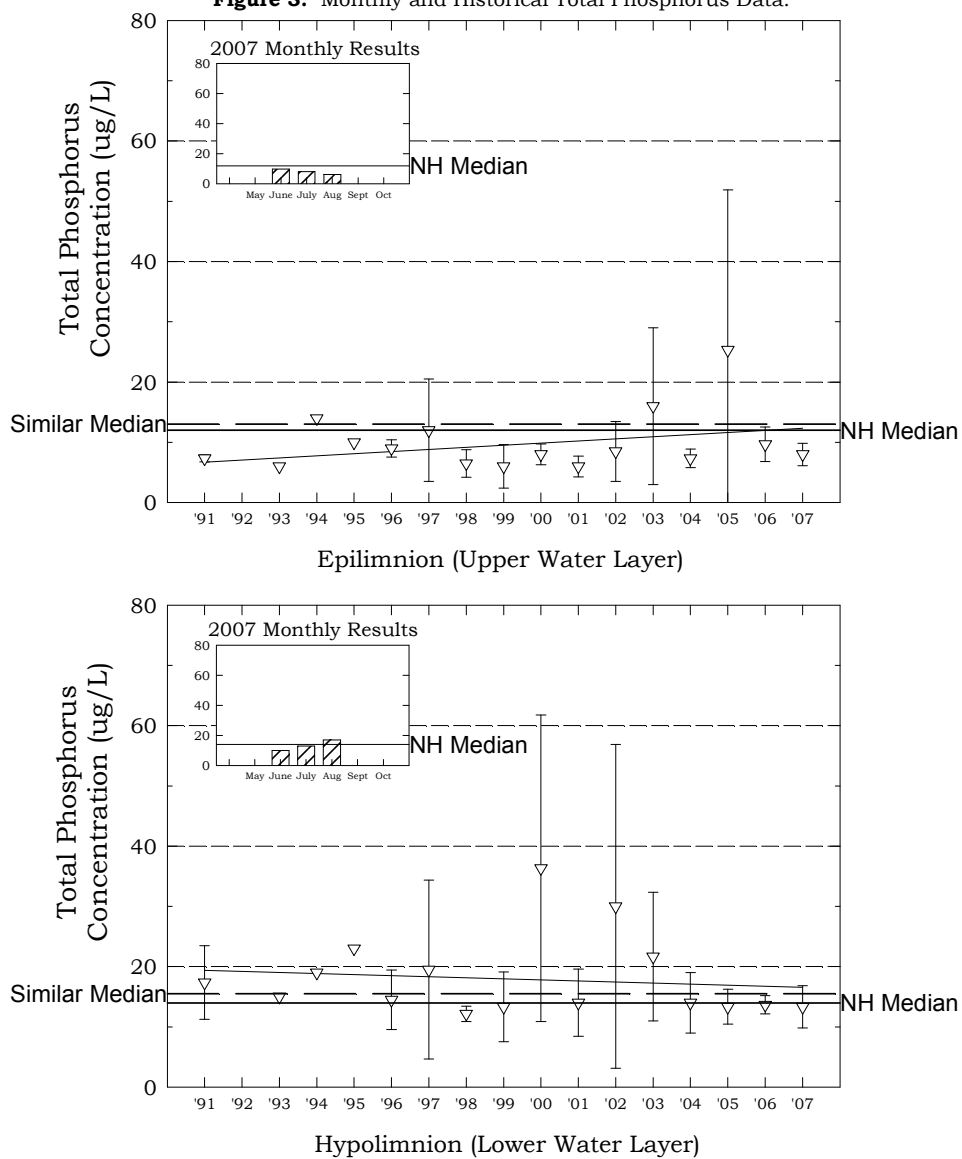 Figure 3. Monthly and Historical Total Phosphorus Data.
80
60
40
20
0
Total Phosphorus
Concentration (ug/L)
2007 Monthly Results
80
60
40
20
0
May June July Aug Sept Oct
NH Median
Similar Median
NH Median
'91 '92 '93 '94 '95 '96 '97 '98 '99 '00 '01 '02 '03 '04 '05 '06 '07
Epilimnion (Upper Water Layer)
80
60
40
20
0
Total Phosphorus
Concentration (ug/L)
2007 Monthly Results
80
60
40
20
0
May June July Aug Sept Oct
NH Median
Similar Median
NH Median
'91 '92 '93 '94 '95 '96 '97 '98 '99 '00 '01 '02 '03 '04 '05 '06 '07
Hypolimnion (Lower Water Layer)